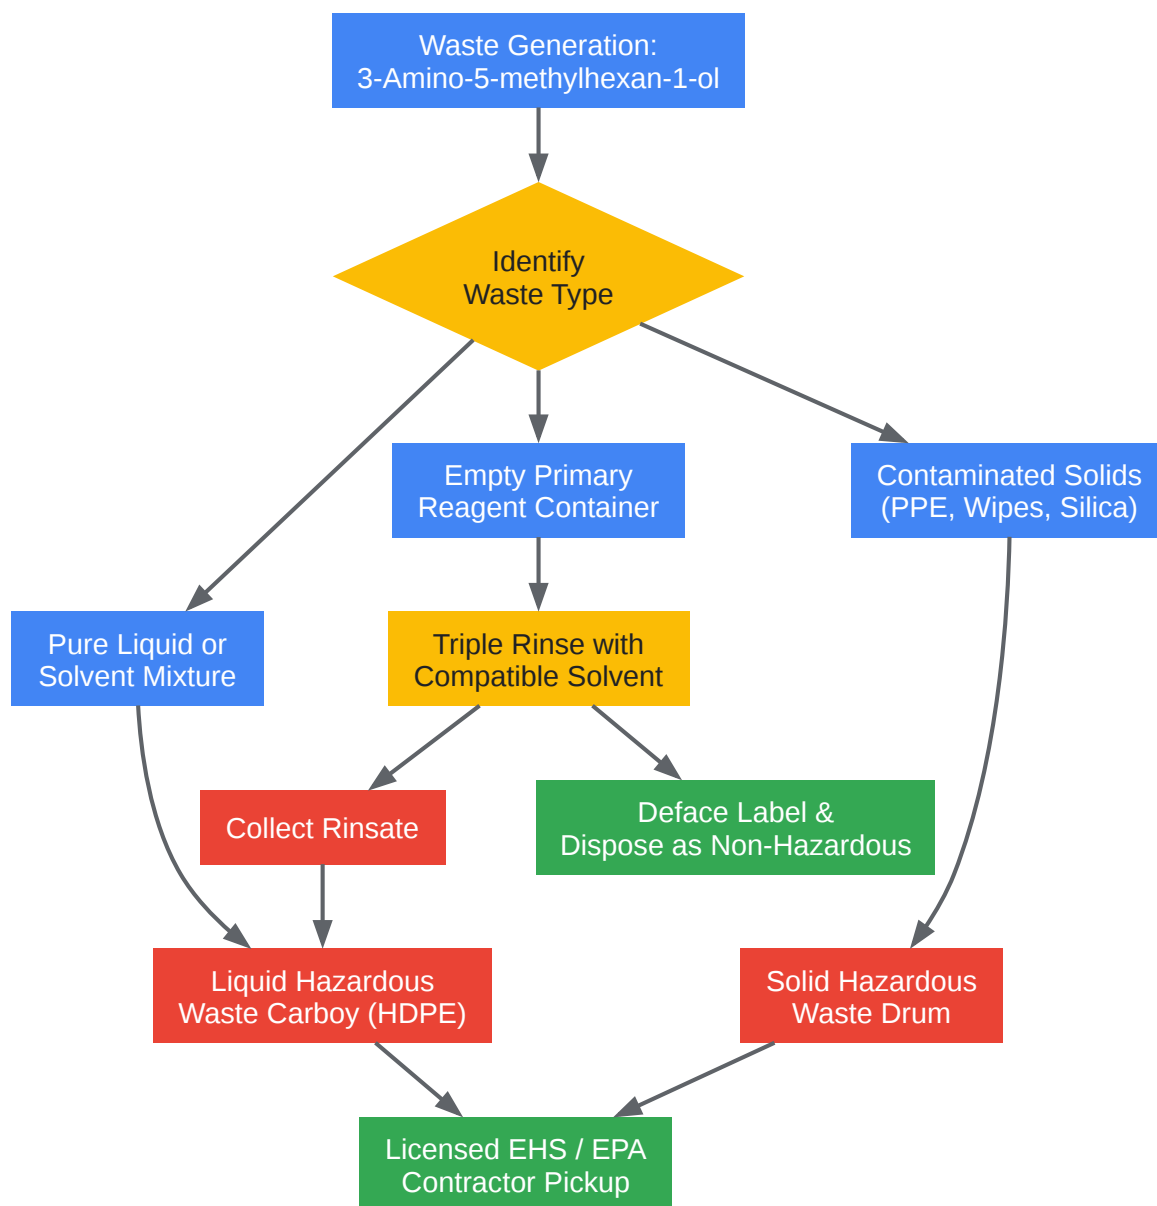 Waste Generation:
3-Amino-5-methylhexan-1-ol
Identify
Waste Type
Empty Primary
Reagent Container
Contaminated Solids
(PPE, Wipes, Silica)
Pure Liquid or
Solvent Mixture
Triple Rinse with
Compatible Solvent
Collect Rinsate
Deface Label &
Dispose as Non-Hazardous
Liquid Hazardous
Waste Carboy (HDPE)
Solid Hazardous
Waste Drum
Licensed EHS / EPA
Contractor Pickup